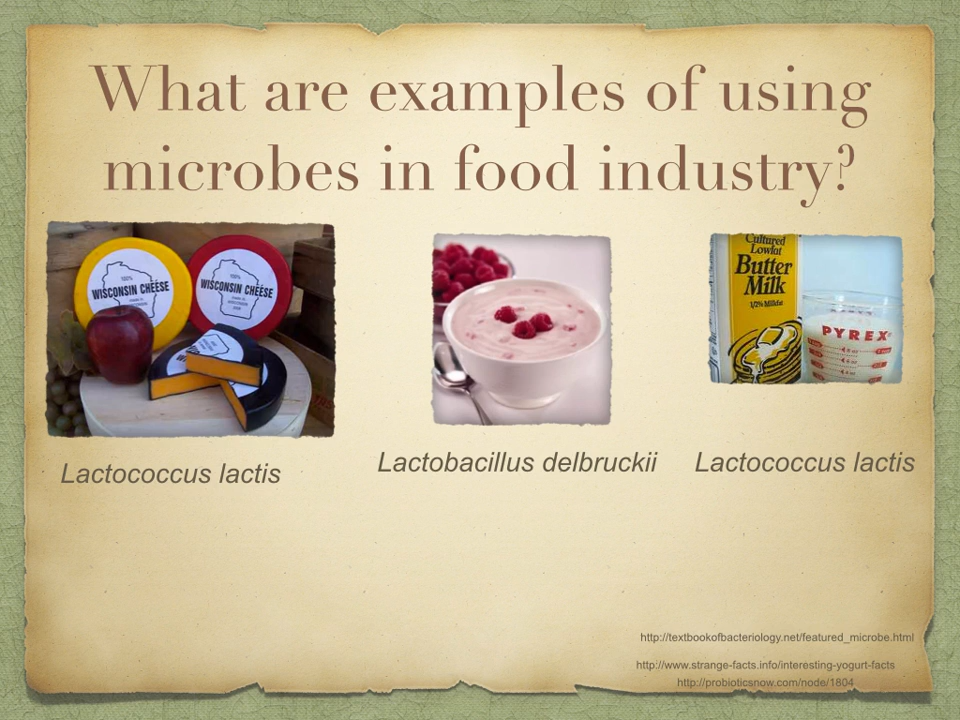 What are examples of using
microbes in food industry?
100%
WISCONSIN CHEESE
100%
WISCONSIN CHEESE
Cultured
Lowfat
Butter
Milk
1/2% Milkfat
PYREX
Lactococcus lactis
Lactobacillus delbruckii
Lactococcus lactis
http://textbookofbacteriology.net/featured_microbe.html
http://www.strange-facts.info/interesting-yogurt-facts
http://probioticsnow.com/node/1804